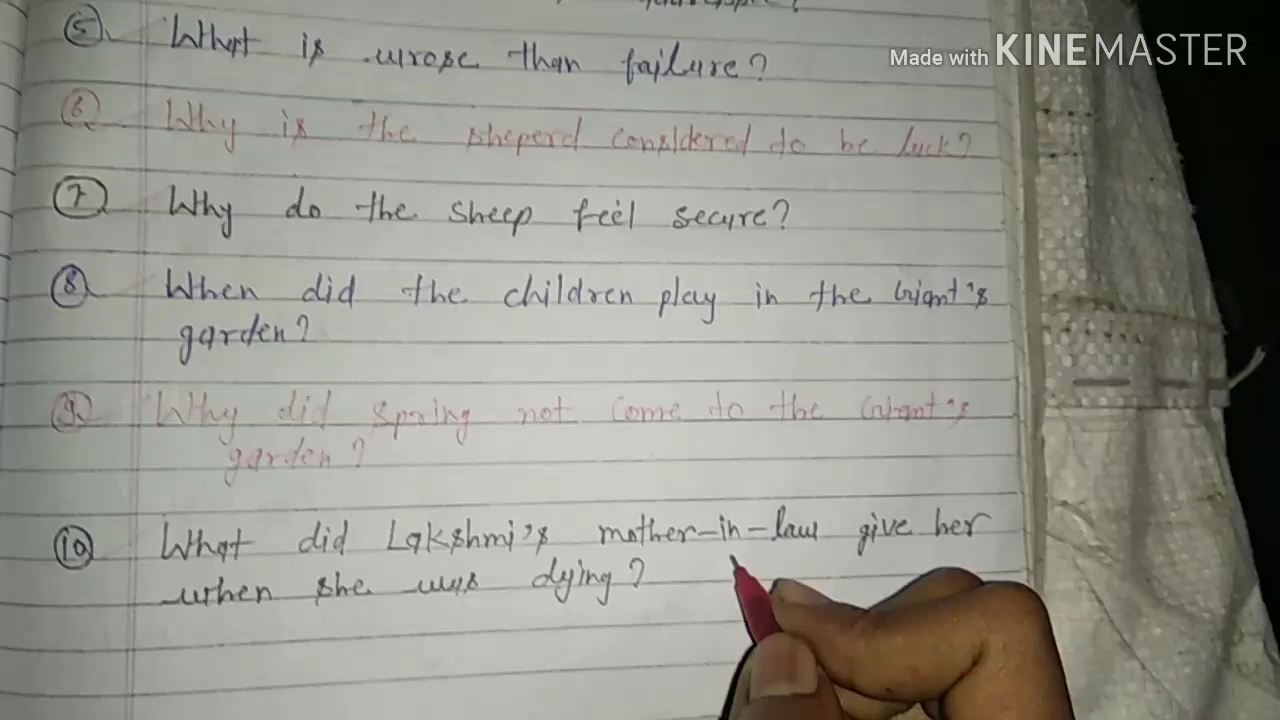 Made with KINEMASTER
(5) What is wrose than failure?
(6) Why is the sheperd considered to be luck?
(7) Why do the sheep feel secure?
(8) When did the children play in the Giant's
garden?
(9) Why did spring not come to the Giant's
garden?
(10) What did Lakshmi's mother-in-law give her
when she was dying?